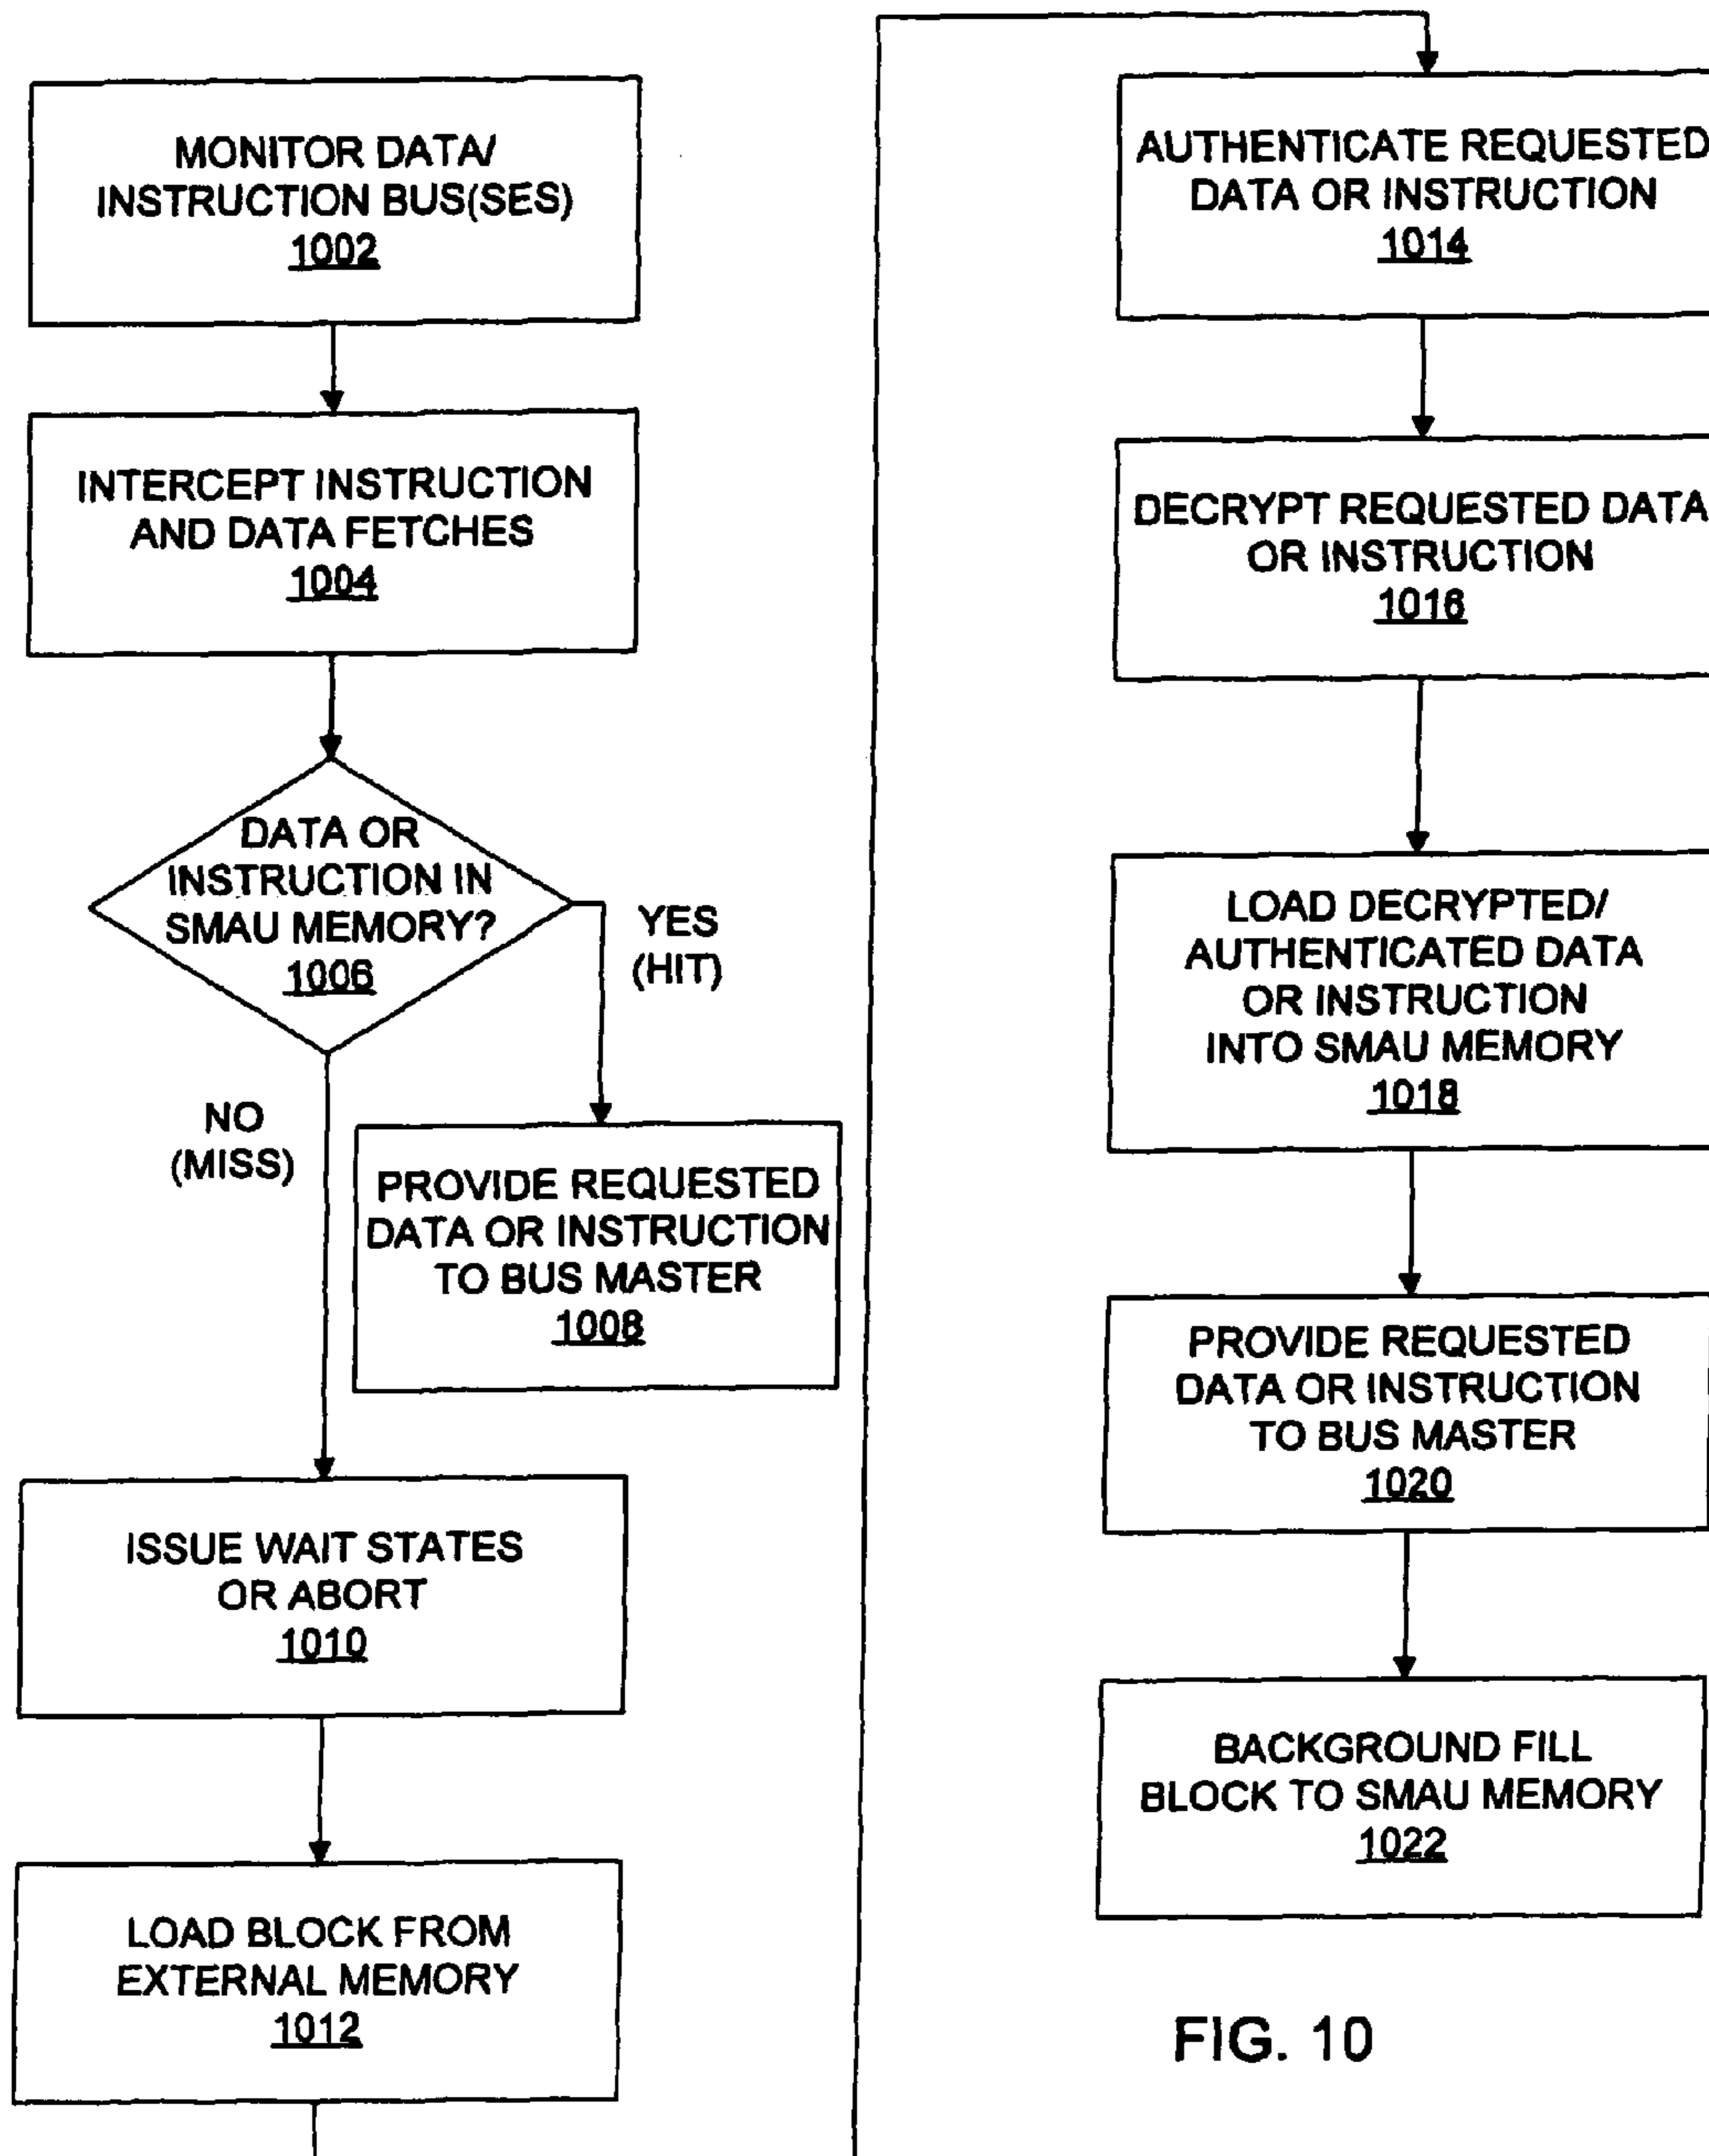 MONITOR DATA/
INSTRUCTION BUS(SES)
1002
INTERCEPT INSTRUCTION
AND DATA FETCHES
1004
DATA OR
INSTRUCTION IN
SMAU MEMORY?
1006
YES
(HIT)
NO
(MISS)
PROVIDE REQUESTED
DATA OR INSTRUCTION
TO BUS MASTER
1008
ISSUE WAIT STATES
OR ABORT
1010
LOAD BLOCK FROM
EXTERNAL MEMORY
1012
AUTHENTICATE REQUESTED
DATA OR INSTRUCTION
1014
DECRYPT REQUESTED DATA
OR INSTRUCTION
1016
LOAD DECRYPTED/
AUTHENTICATED DATA
OR INSTRUCTION
INTO SMAU MEMORY
1018
PROVIDE REQUESTED
DATA OR INSTRUCTION
TO BUS MASTER
1020
BACKGROUND FILL
BLOCK TO SMAU MEMORY
1022
FIG. 10